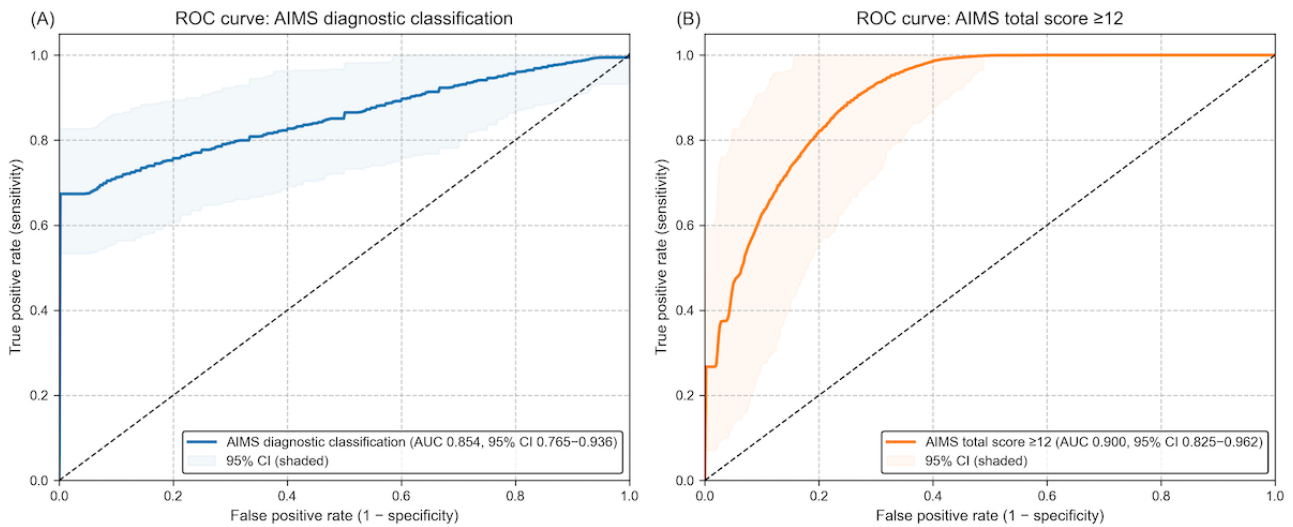 (A)
ROC curve: AIMS diagnostic classification
1.0
0.8
0.6
0.4
0.2
0.0
True positive rate (sensitivity)
AIMS diagnostic classification (AUC 0.854, 95% CI 0.765−0.936)
95% CI (shaded)
0.0 0.2 0.4 0.6 0.8 1.0
False positive rate (1 − specificity)
(B)
ROC curve: AIMS total score ≥12
1.0
0.8
0.6
0.4
0.2
0.0
True positive rate (sensitivity)
AIMS total score ≥12 (AUC 0.900, 95% CI 0.825−0.962)
95% CI (shaded)
0.0 0.2 0.4 0.6 0.8 1.0
False positive rate (1 − specificity)